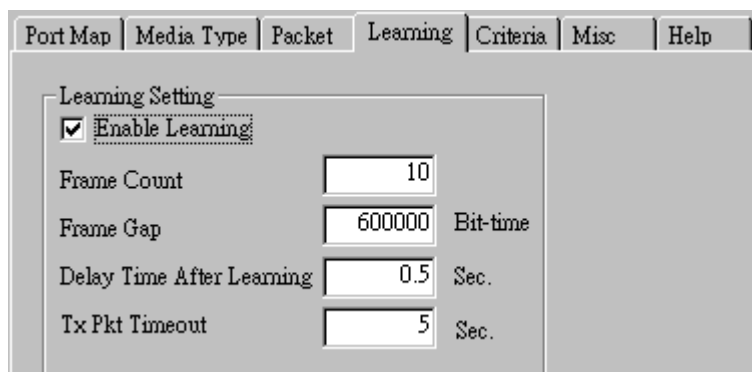 Port Map Media Type Packet Learning Criteria Misc Help
Learning Setting
Enable Learning
Frame Count 10
Frame Gap 600000 Bit-time
Delay Time After Learning 0.5 Sec.
Tx Pkt Timeout 5 Sec.